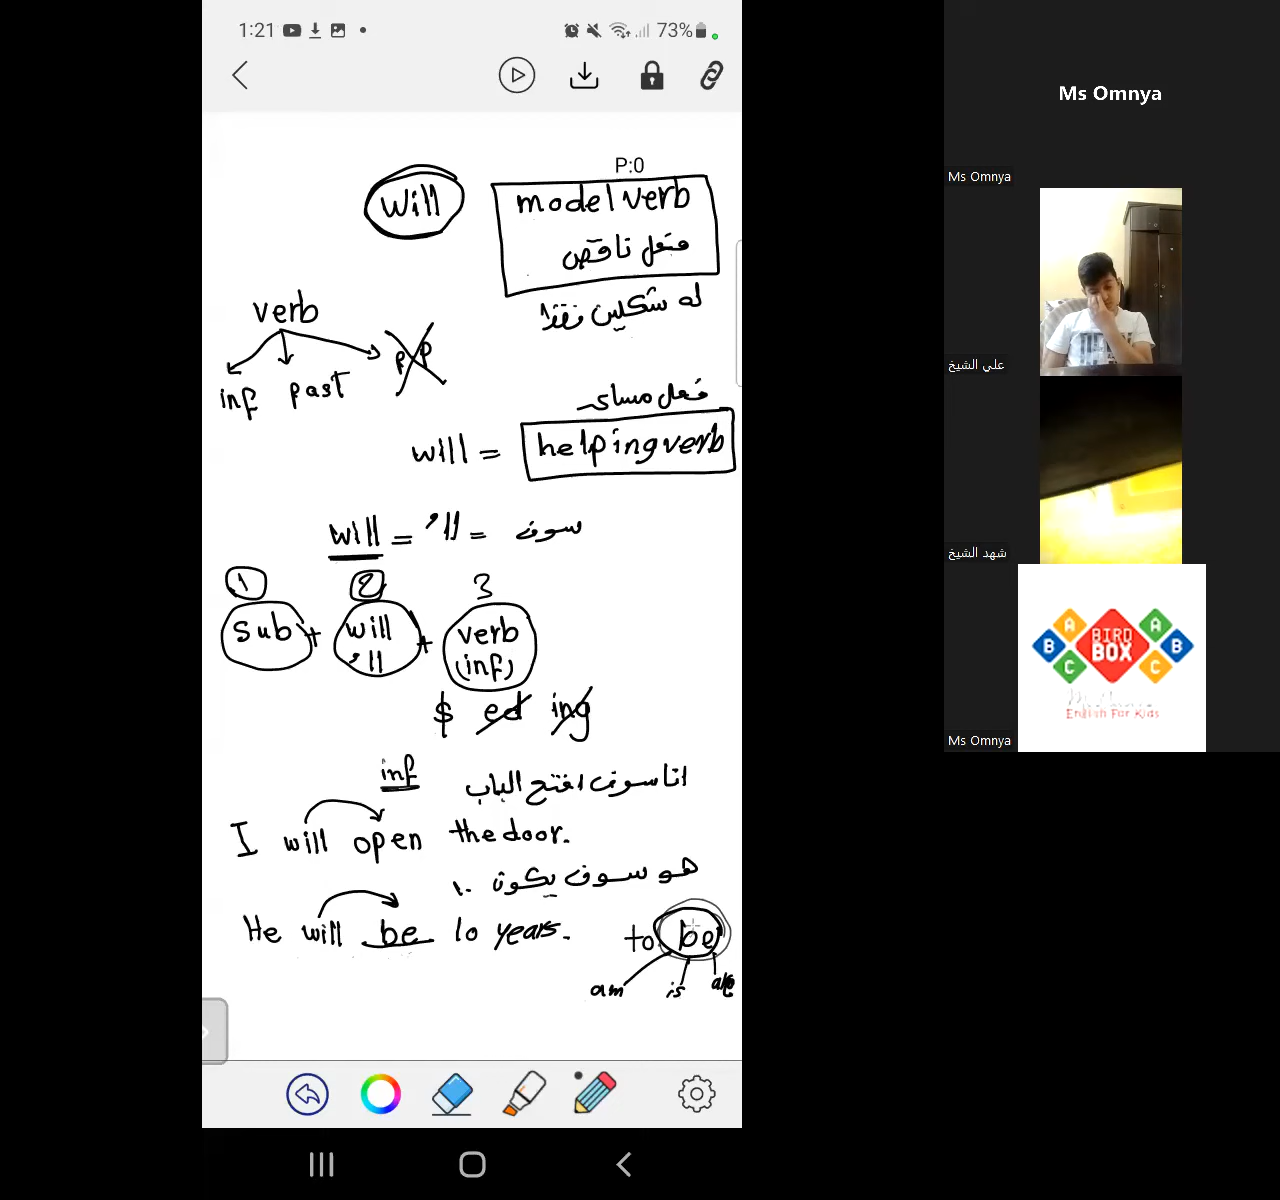 1:21
73%
P:0
will
model verb
فعل ناقص
له شكلين فقط
verb
inf past pp
فعل مساعد
will = helping verb
will = 'll = سوف
1 2 3
sub + will 'll + verb (inf)
$ ed ing
inf
انا سوف افتح الباب
I will open the door.
هو سوف يكون ١٠
He will be 10 years.
to be
am is are
Ms Omnya
Ms Omnya
علي الشيخ
شهد الشيخ
A A
B BIRD BOX B
C C
English For Kids
Ms Omnya